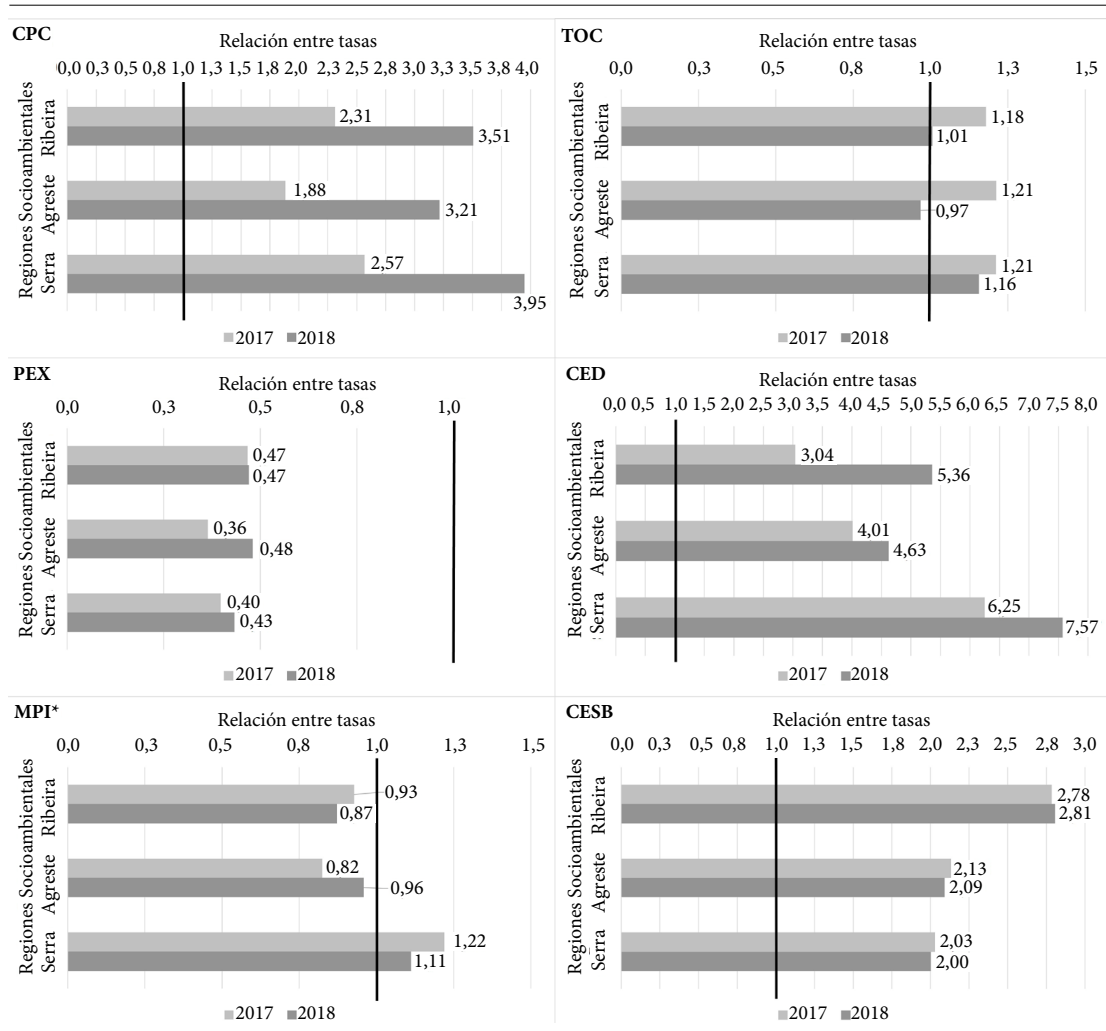 CPC
Relación entre tasas
0,0 0,3 0,5 0,8 1,0 1,3 1,5 1,8 2,0 2,3 2,5 2,8 3,0 3,3 3,5 3,8 4,0
Regiones Socioambientales
Ribeira
2,31
3,51
Agreste
1,88
3,21
Serra
2,57
3,95
2017 2018
TOC
Relación entre tasas
0,0 0,3 0,5 0,8 1,0 1,3 1,5
Regiones Socioambientales
Ribeira
1,18
1,01
Agreste
1,21
0,97
Serra
1,21
1,16
2017 2018
PEX
Relación entre tasas
0,0 0,3 0,5 0,8 1,0
Regiones Socioambientales
Ribeira
0,47
0,47
Agreste
0,36
0,48
Serra
0,40
0,43
2017 2018
CED
Relación entre tasas
0,0 0,5 1,0 1,5 2,0 2,5 3,0 3,5 4,0 4,5 5,0 5,5 6,0 6,5 7,0 7,5 8,0
Regiones Socioambientales
Ribeira
3,04
5,36
Agreste
4,01
4,63
Serra
6,25
7,57
2017 2018
MPI*
Relación entre tasas
0,0 0,3 0,5 0,8 1,0 1,3 1,5
Regiones Socioambientales
Ribeira
0,93
0,87
Agreste
0,82
0,96
Serra
1,22
1,11
2017 2018
CESB
Relación entre tasas
0,0 0,3 0,5 0,8 1,0 1,3 1,5 1,8 2,0 2,3 2,5 2,8 3,0
Regiones Socioambientales
Ribeira
2,78
2,81
Agreste
2,13
2,09
Serra
2,03
2,00
2017 2018